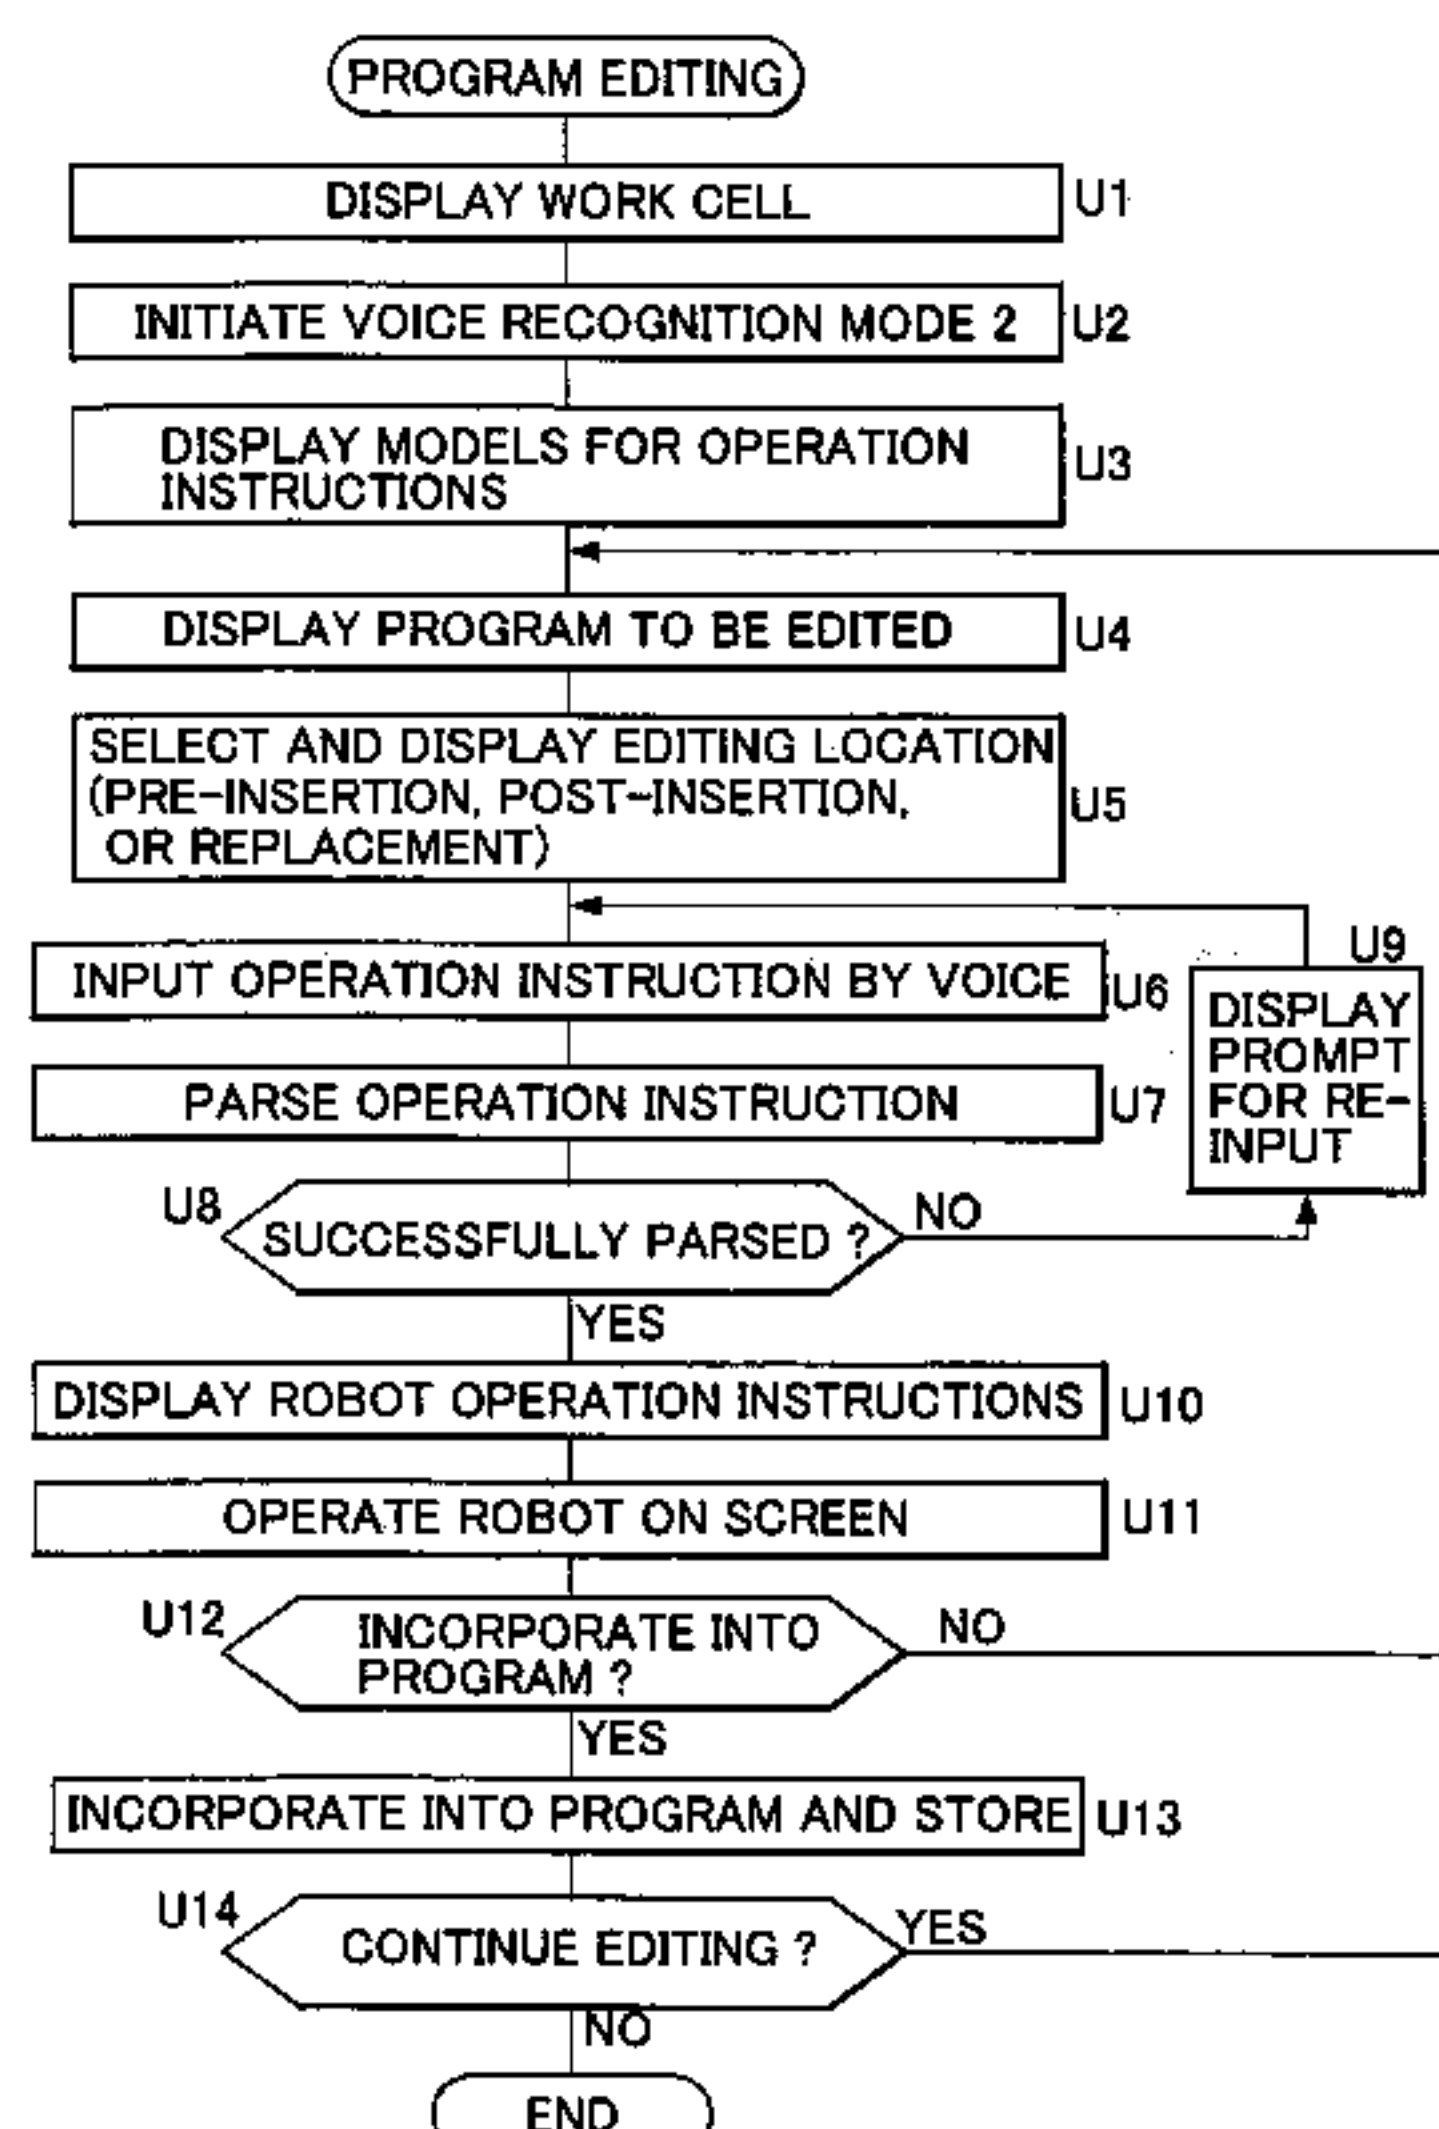 PROGRAM EDITING
DISPLAY WORK CELL
U1
INITIATE VOICE RECOGNITION MODE 2
U2
DISPLAY MODELS FOR OPERATION
INSTRUCTIONS
U3
DISPLAY PROGRAM TO BE EDITED
U4
SELECT AND DISPLAY EDITING LOCATION
(PRE-INSERTION, POST-INSERTION,
OR REPLACEMENT)
U5
INPUT OPERATION INSTRUCTION BY VOICE
U6
U9
DISPLAY
PROMPT
FOR RE-
INPUT
PARSE OPERATION INSTRUCTION
U7
U8
SUCCESSFULLY PARSED ?
NO
YES
DISPLAY ROBOT OPERATION INSTRUCTIONS
U10
OPERATE ROBOT ON SCREEN
U11
U12
INCORPORATE INTO
PROGRAM ?
NO
YES
INCORPORATE INTO PROGRAM AND STORE
U13
U14
CONTINUE EDITING ?
YES
NO
END